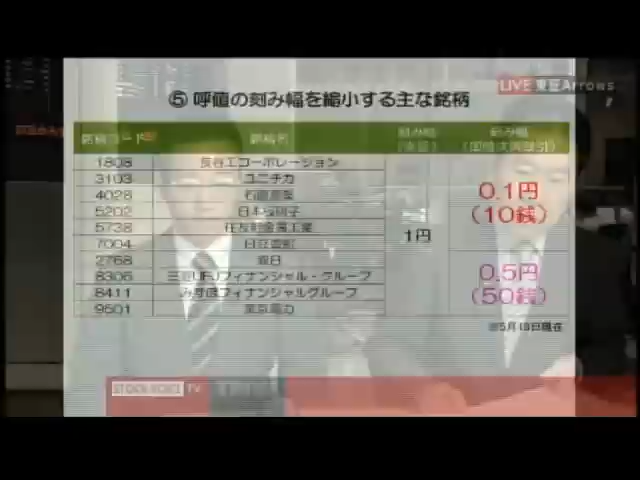 LIVE 東証Arrows
⑤ 呼値の刻み幅を縮小する主な銘柄
銘柄コード 銘柄名 刻み幅 刻み幅
1808 長谷工コーポレーション
3103 ユニチカ
4028 石原産業
5202 日本板硝子
5738 住友軽金属工業
7004 日立造船
2768 双日
8306 三菱UFJフィナンシャル・グループ
8411 みずほフィナンシャルグループ
9501 東京電力
1円
0.1円
(10銭)
0.5円
(50銭)
※5月18日現在
STOCK VOICE TV